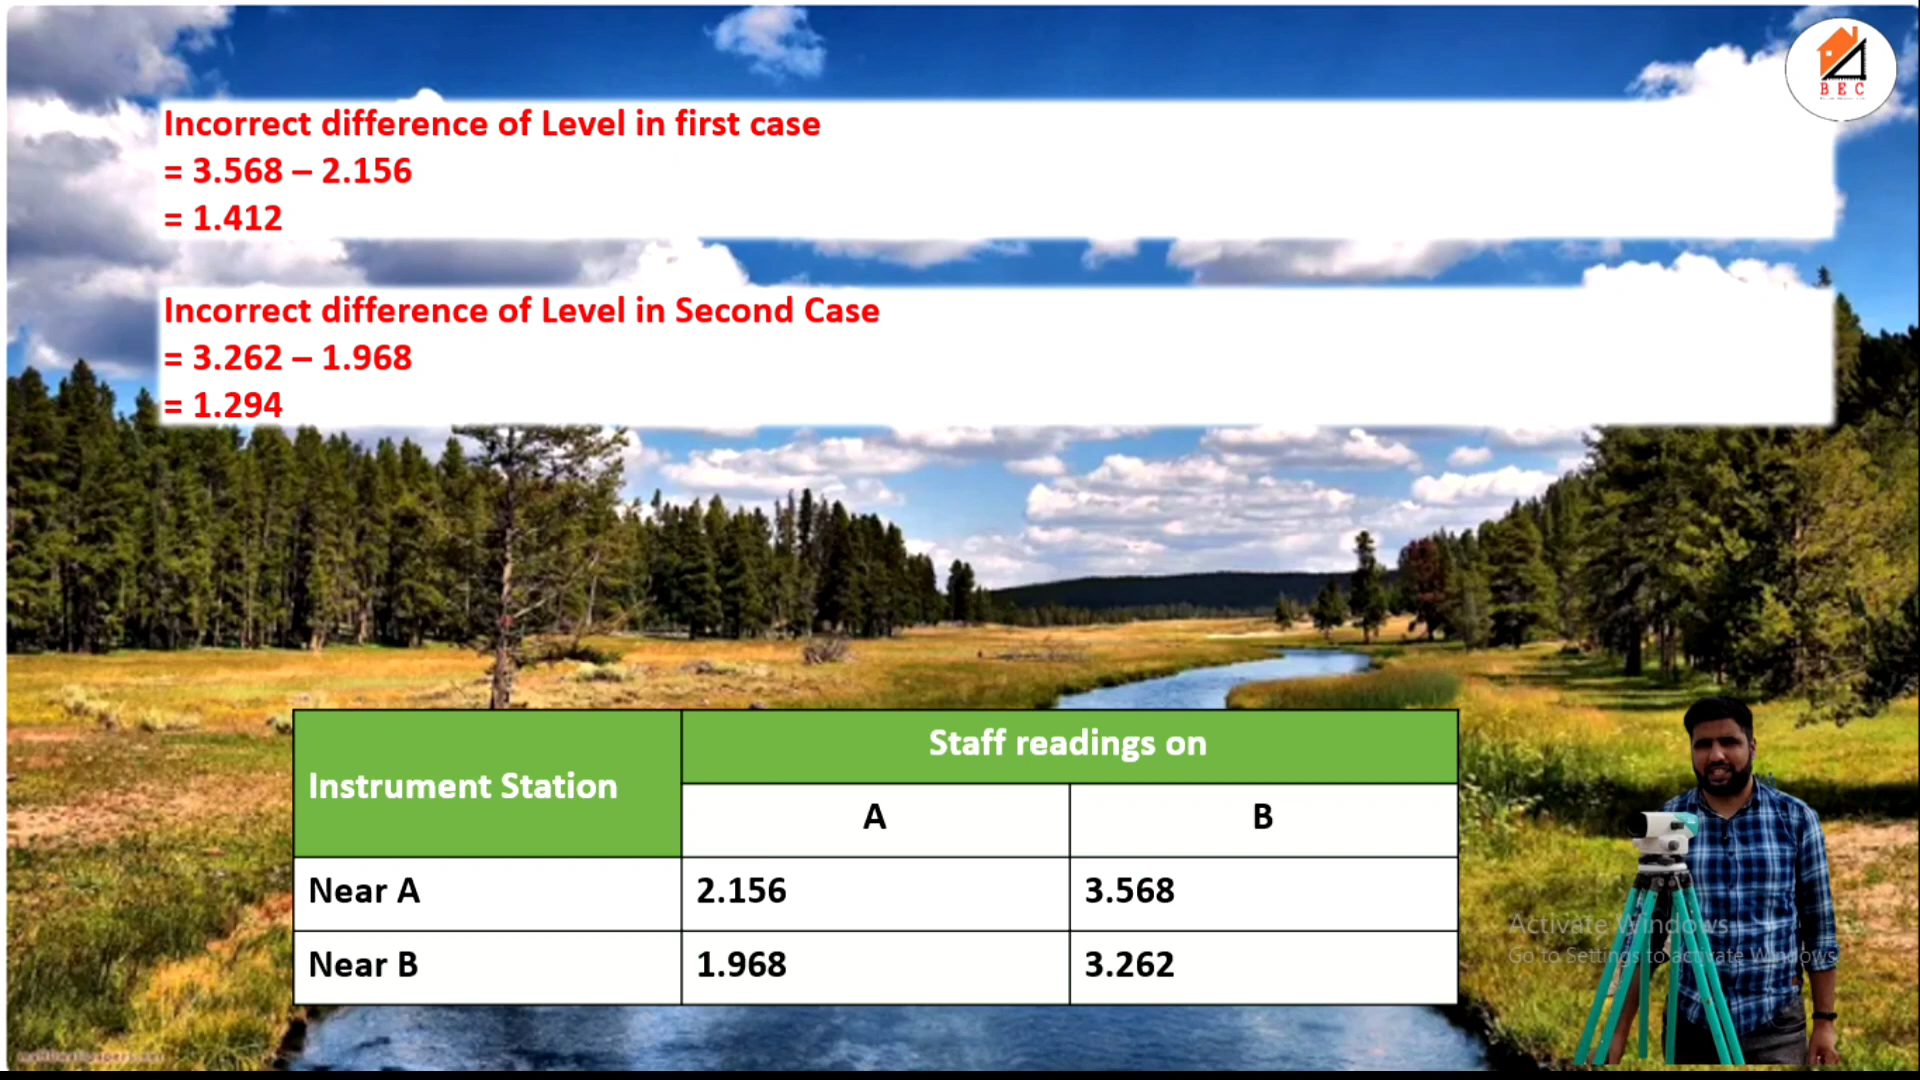 B E C
Incorrect difference of Level in first case
= 3.568 – 2.156
= 1.412
Incorrect difference of Level in Second Case
= 3.262 – 1.968
= 1.294
Instrument Station
Staff readings on
A B
Near A 2.156 3.568
Near B 1.968 3.262
Activate Windows
Go to Settings to activate Windows.